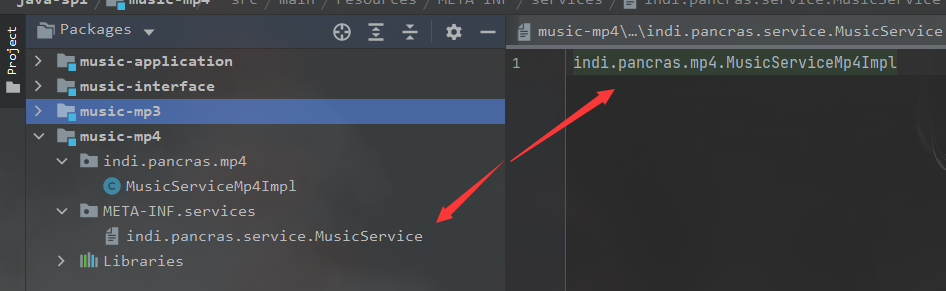 java-spi / music-mp4 src / main / resources / META-INF / services / indi.pancras.service.MusicService
Project
Packages
music-application
music-interface
music-mp3
music-mp4
indi.pancras.mp4
MusicServiceMp4Impl
META-INF.services
indi.pancras.service.MusicService
Libraries
music-mp4\...\indi.pancras.service.MusicService
1 indi.pancras.mp4.MusicServiceMp4Impl